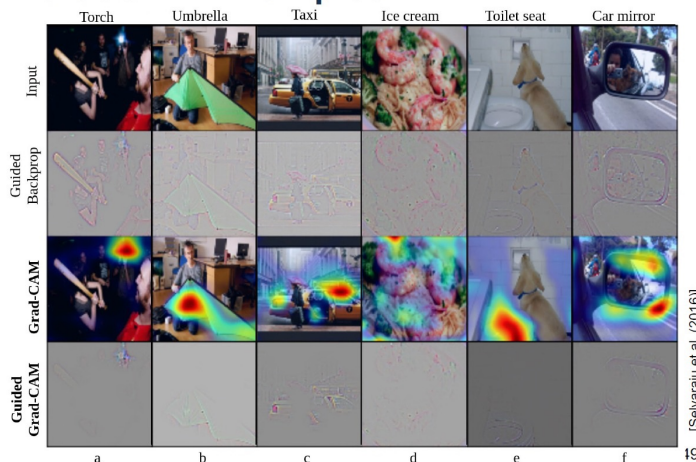 Torch Umbrella Taxi Ice cream Toilet seat Car mirror
Input
Guided
Backprop
Grad-CAM
Guided
Grad-CAM
a b c d e f
[Selvaraju et al. (2016)]